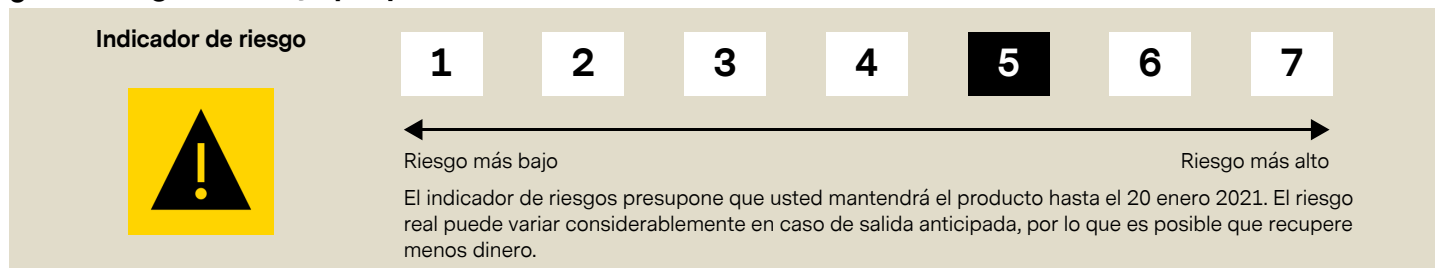 Indicador de riesgo
1 2 3 4 5 6 7
Riesgo más bajo Riesgo más alto
El indicador de riesgos presupone que usted mantendrá el producto hasta el 20 enero 2021. El riesgo
real puede variar considerablemente en caso de salida anticipada, por lo que es posible que recupere
menos dinero.